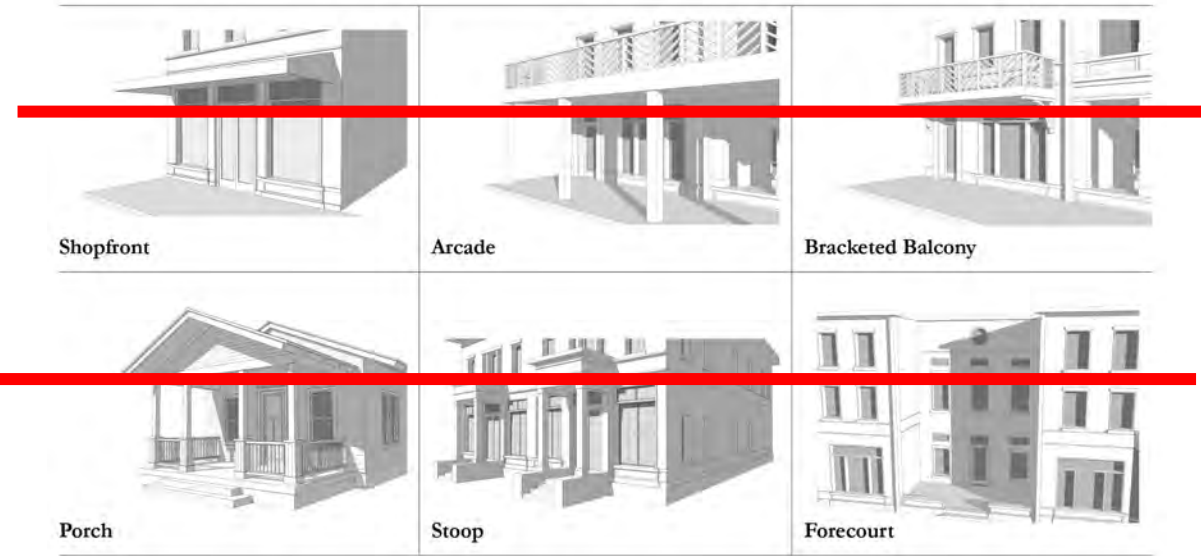 Shopfront
Arcade
Bracketed Balcony
Porch
Stoop
Forecourt